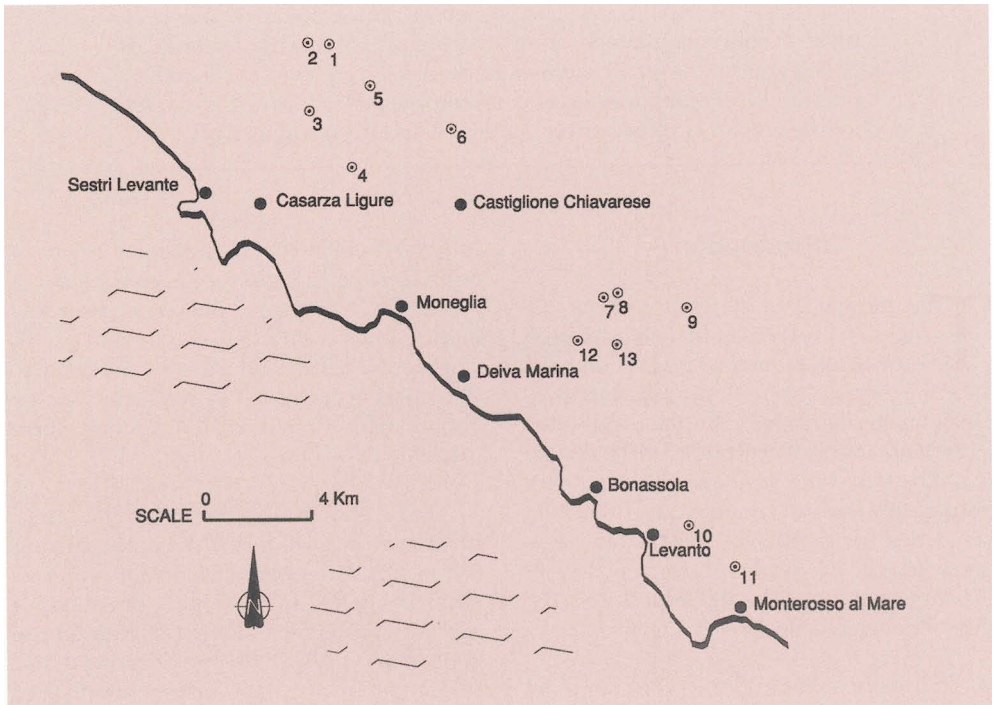 2 1
5
3
6
4
Sestri Levante
Casarza Ligure
Castiglione Chiavarese
Moneglia
7 8
9
12 13
Deiva Marina
Bonassola
0 4 Km
SCALE
10
Levanto
11
N
Monterosso al Mare